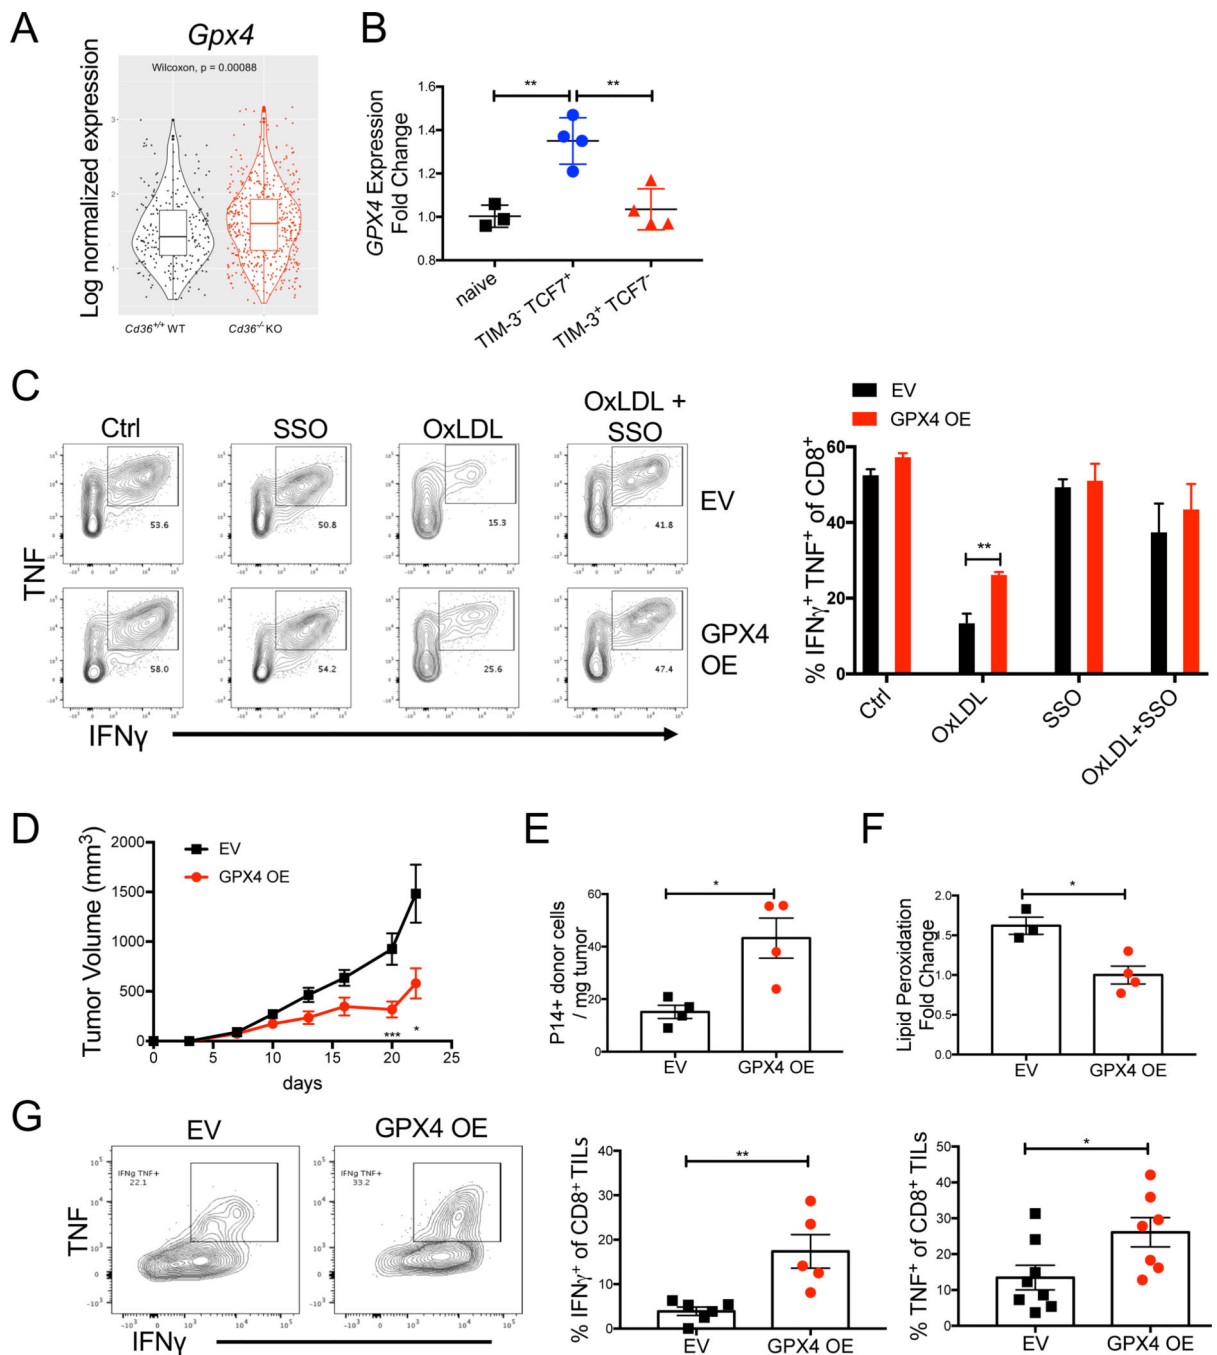 A
Gpx4
Wilcoxon, p = 0.00088
Log normalized expression
3
2
1
Cd36+/+ WT
Cd36-/- KO
B
GPX4 Expression
Fold Change
1.6
1.4
1.2
1.0
0.8
**
**
naive
TIM-3- TCF7+
TIM-3+ TCF7-
C
Ctrl
SSO
OxLDL
OxLDL +
SSO
EV
GPX4
OE
53.6
50.8
15.3
41.8
58.0
54.2
25.6
47.4
TNF
IFNγ
EV
GPX4 OE
% IFNγ+ TNF+ of CD8+
60
40
20
0
**
Ctrl
OxLDL
SSO
OxLDL+SSO
D
Tumor Volume (mm3)
2000
1500
1000
500
0
EV
GPX4 OE
***
*
0
5
10
15
20
25
days
E
P14+ donor cells
/ mg tumor
60
40
20
0
*
EV
GPX4 OE
F
Lipid Peroxidation
Fold Change
2.0
1.5
1.0
0.5
0.0
*
EV
GPX4 OE
G
EV
GPX4 OE
IFNg TNF+
22.1
IFNg TNF+
33.2
TNF
IFNγ
% IFNγ+ of CD8+ TILs
40
30
20
10
0
**
EV
GPX4 OE
% TNF+ of CD8+ TILs
50
40
30
20
10
0
*
EV
GPX4 OE